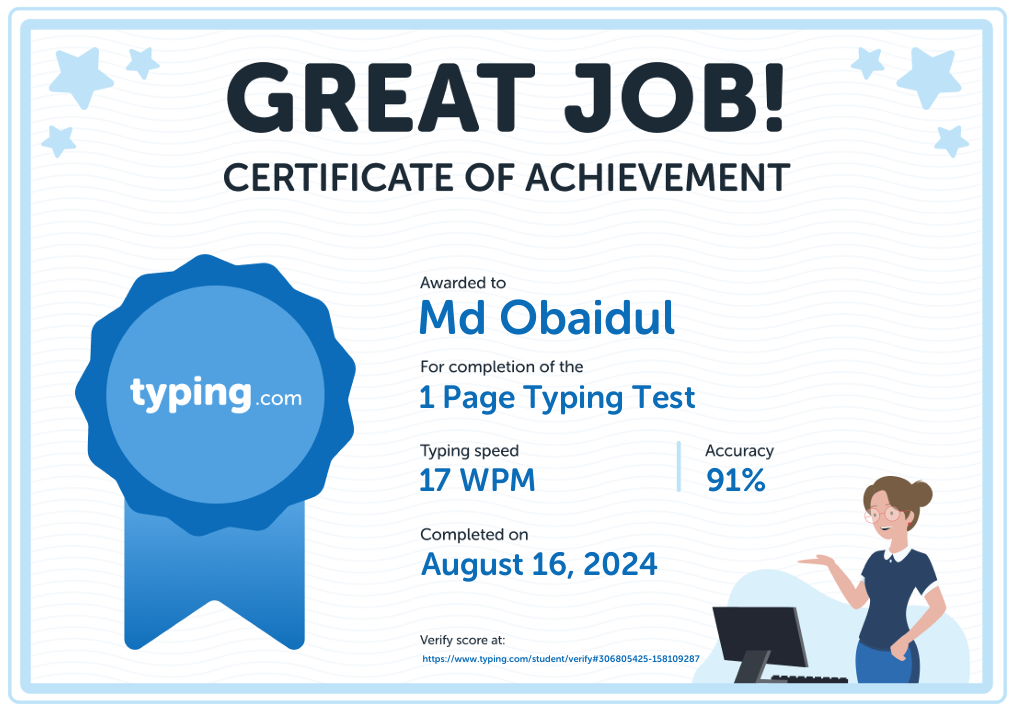 GREAT JOB!
CERTIFICATE OF ACHIEVEMENT
typing.com
Awarded to
Md Obaidul
For completion of the
1 Page Typing Test
Typing speed
17 WPM
Accuracy
91%
Completed on
August 16, 2024
Verify score at:
https://www.typing.com/student/verify#306805425-158109287